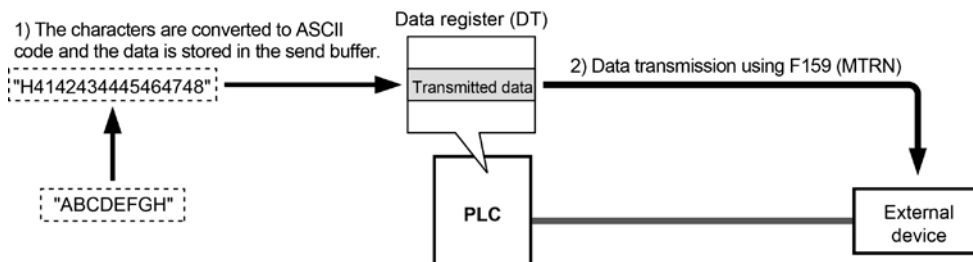 1) The characters are converted to ASCII
code and the data is stored in the send buffer.
Data register (DT)
2) Data transmission using F159 (MTRN)
"H4142434445464748"
Transmitted data
"ABCDEFGH"
PLC
External
device